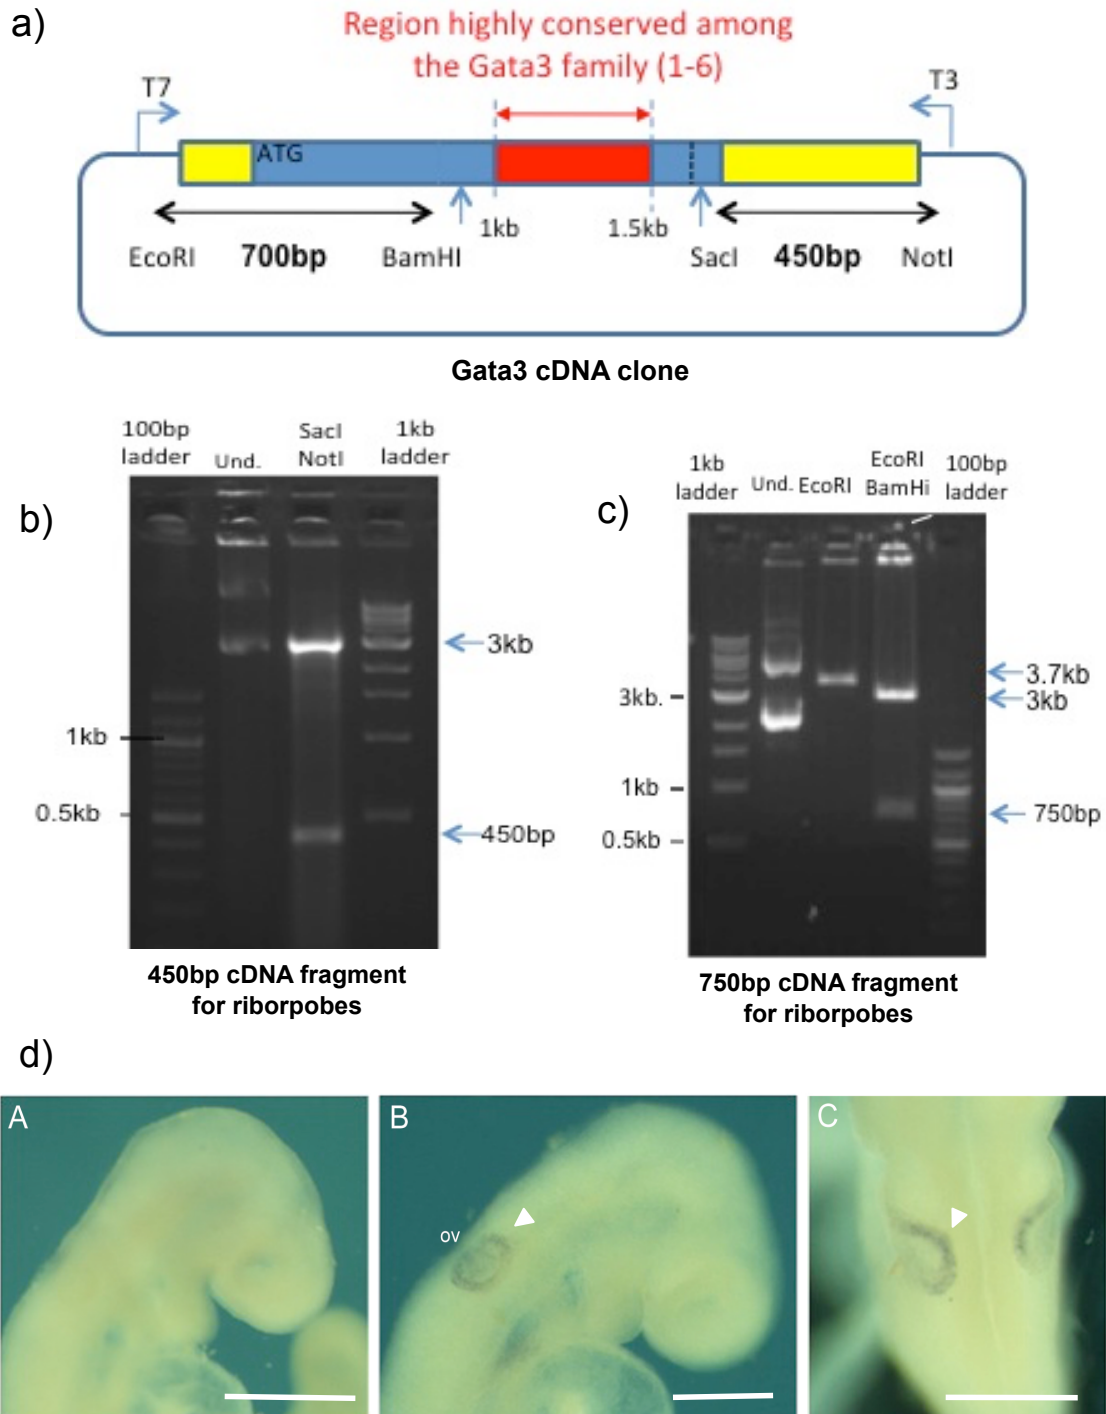 a)
Region highly conserved among
the Gata3 family (1-6)
T7
T3
ATG
1kb
1.5kb
EcoRI
700bp
BamHI
SacI
450bp
NotI
Gata3 cDNA clone
b)
100bp
ladder
Und.
SacI
NotI
1kb
ladder
3kb
1kb
0.5kb
450bp
450bp cDNA fragment
for riborpobes
c)
1kb
ladder
Und.
EcoRI
EcoRI
BamHi
100bp
ladder
3.7kb
3kb.
3kb
1kb
750bp
0.5kb
750bp cDNA fragment
for riborpobes
d)
A
B
ov
C